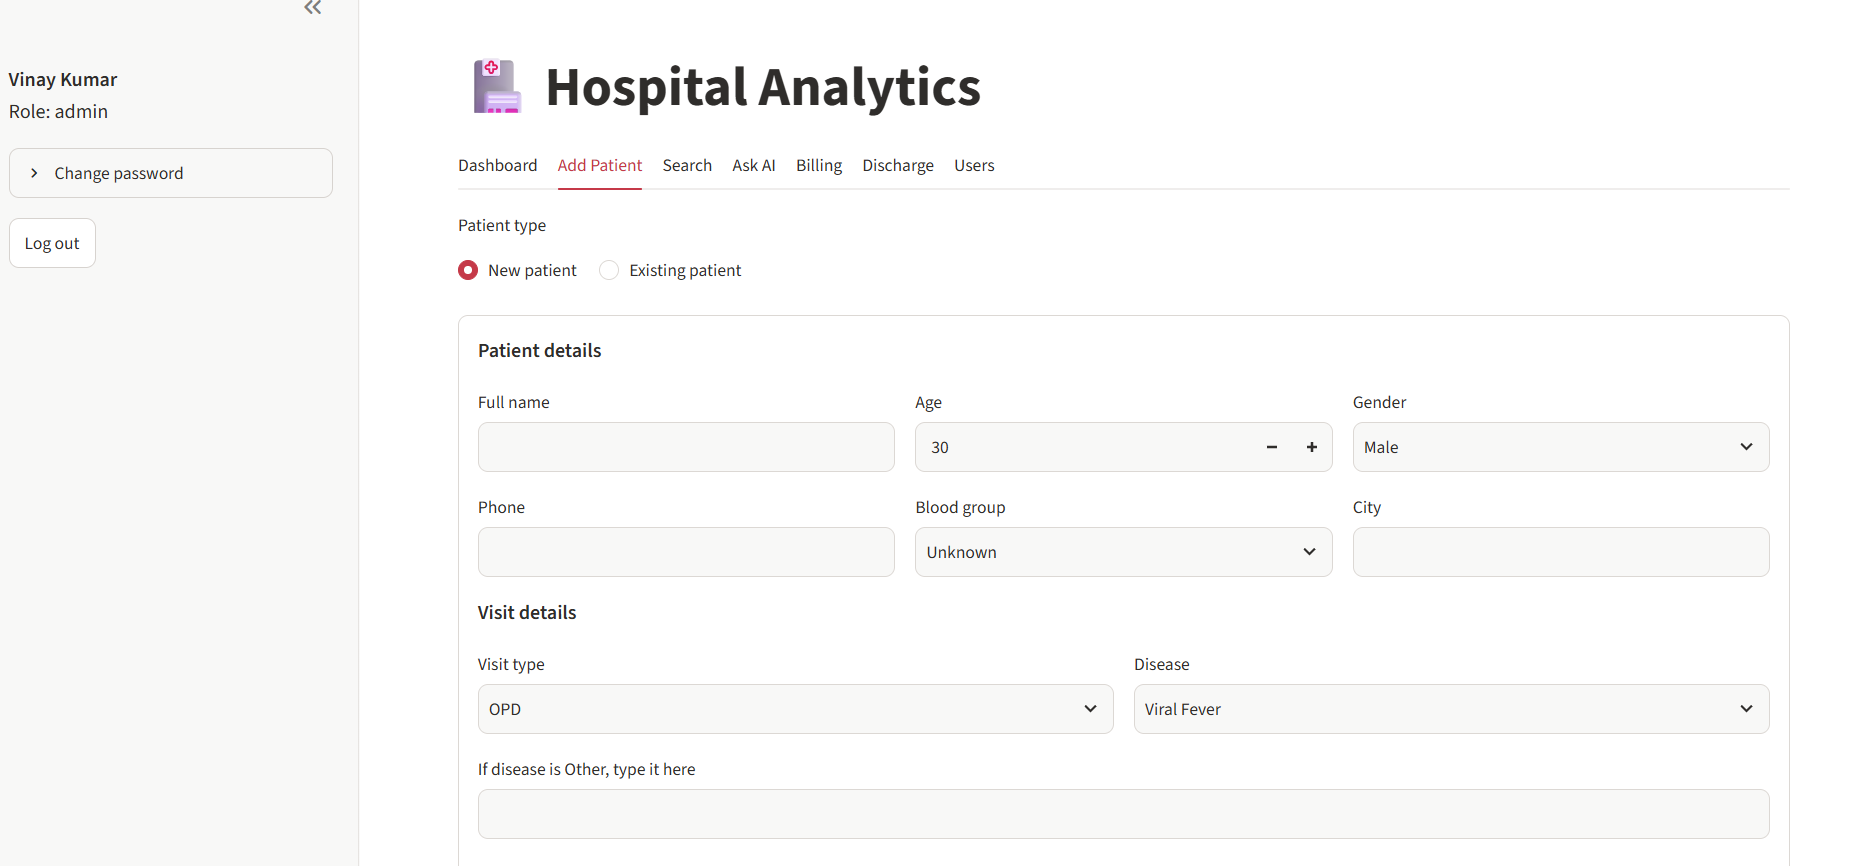 Vinay Kumar
Role: admin
Change password
Log out
Hospital Analytics
Dashboard Add Patient Search Ask AI Billing Discharge Users
Patient type
New patient Existing patient
Patient details
Full name Age Gender
30 Male
Phone Blood group City
Unknown
Visit details
Visit type Disease
OPD Viral Fever
If disease is Other, type it here